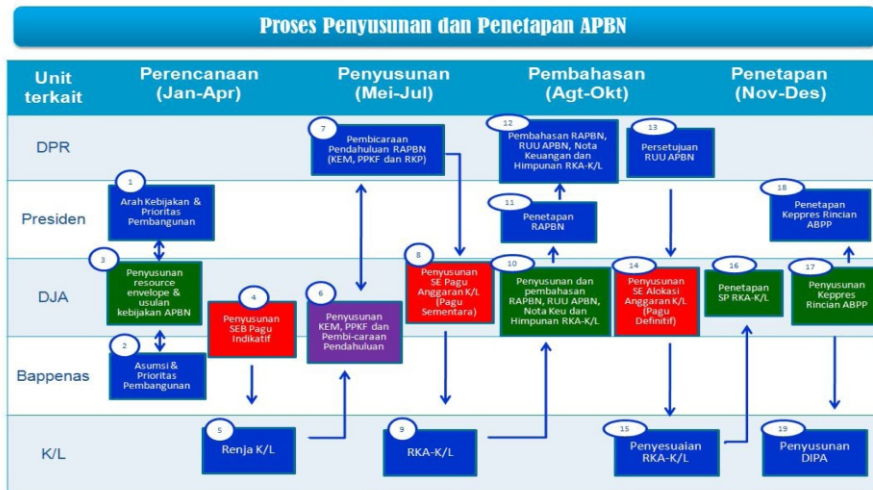 Proses Penyusunan dan Penetapan APBN
Unit
terkait
Perencanaan
(Jan-Apr)
Penyusunan
(Mei-Jul)
Pembahasan
(Agt-Okt)
Penetapan
(Nov-Des)
DPR
7
Pembicaraan
Pendahuluan RAPBN
(KEM, PPKF dan RKP)
12
Pembahasan RAPBN,
RUU APBN, Nota
Keuangan dan
Himpunan RKA-K/L
13
Persetujuan
RUU APBN
Presiden
1
Arah Kebijakan &
Prioritas
Pembangunan
11
Penetapan
RAPBN
18
Penetapan
Keppres Rincian
ABPP
DJA
3
Penyusunan
resource
envelope &
usulan
kebijakan APBN
4
Penyusunan
SEB Pagu
Indikatif
6
Penyusunan
KEM, PPKF dan
Pembi-caraan
Pendahuluan
8
Penyusunan
SE Pagu
Anggaran K/L
(Pagu
Sementara)
10
Penyusunan dan
pembahasan
RAPBN, RUU APBN,
Nota Keu dan
Himpunan RKA-K/L
14
Penyusunan
SE Alokasi
Anggaran K/L
(Pagu
Definitif)
16
Penetapan
SP RKA-K/L
17
Penyusunan
Keppres
Rincian ABPP
Bappenas
2
Asumsi &
Prioritas
Pembangunan
K/L
5
Renja K/L
9
RKA-K/L
15
Penyesuaian
RKA-K/L
19
Penyusunan
DIPA